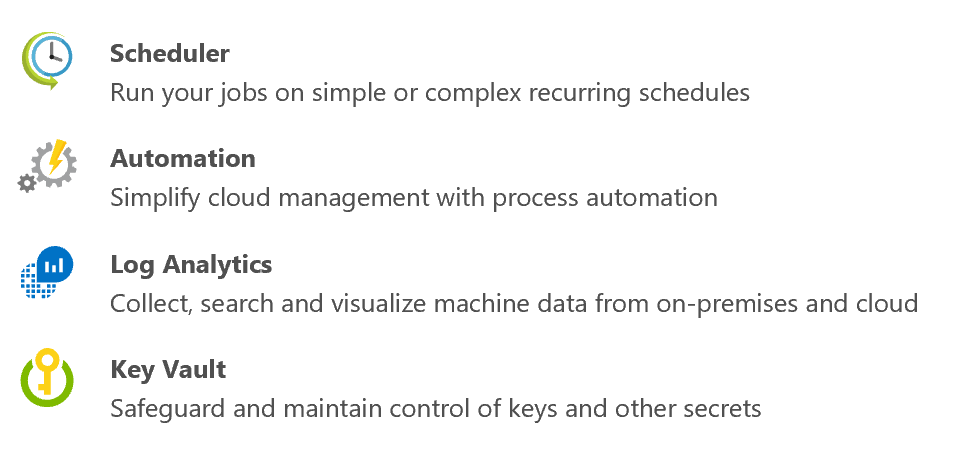 Scheduler
Run your jobs on simple or complex recurring schedules
Automation
Simplify cloud management with process automation
Log Analytics
Collect, search and visualize machine data from on-premises and cloud
Key Vault
Safeguard and maintain control of keys and other secrets